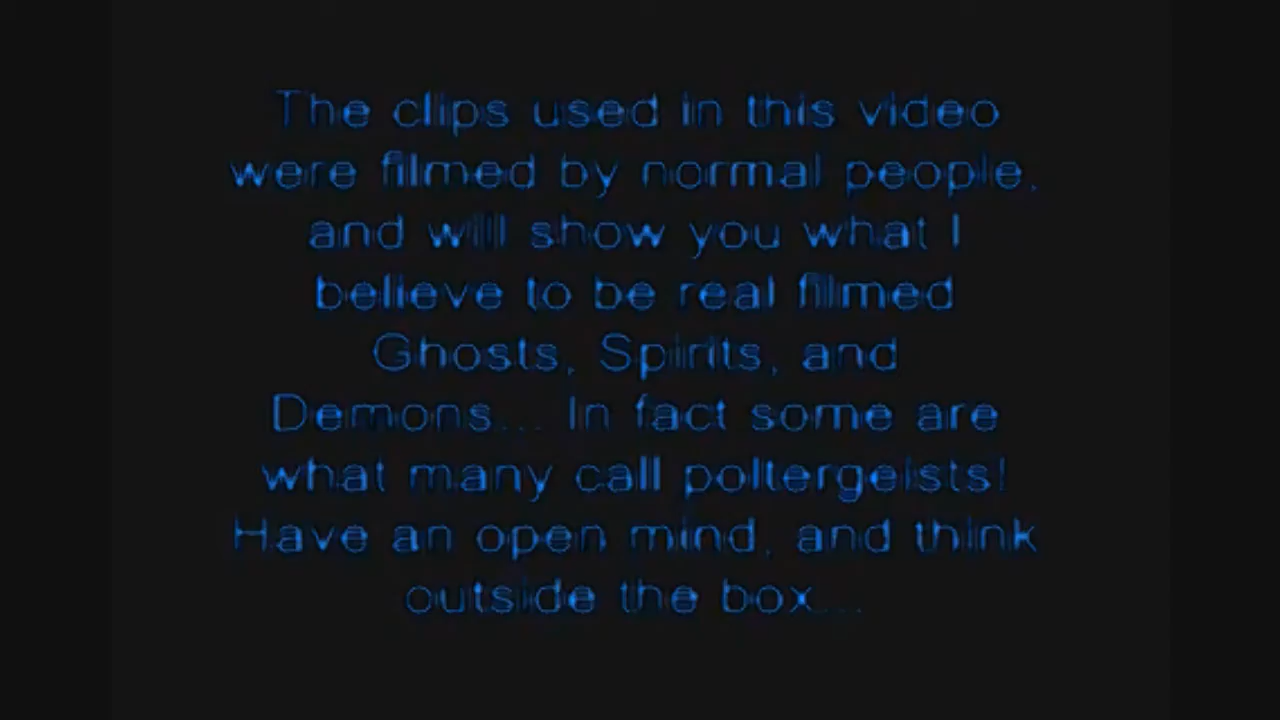 The clips used in this video
were filmed by normal people,
and will show you what I
believe to be real filmed
Ghosts, Spirits, and
Demons... In fact some are
what many call poltergeists!
Have an open mind, and think
outside the box....